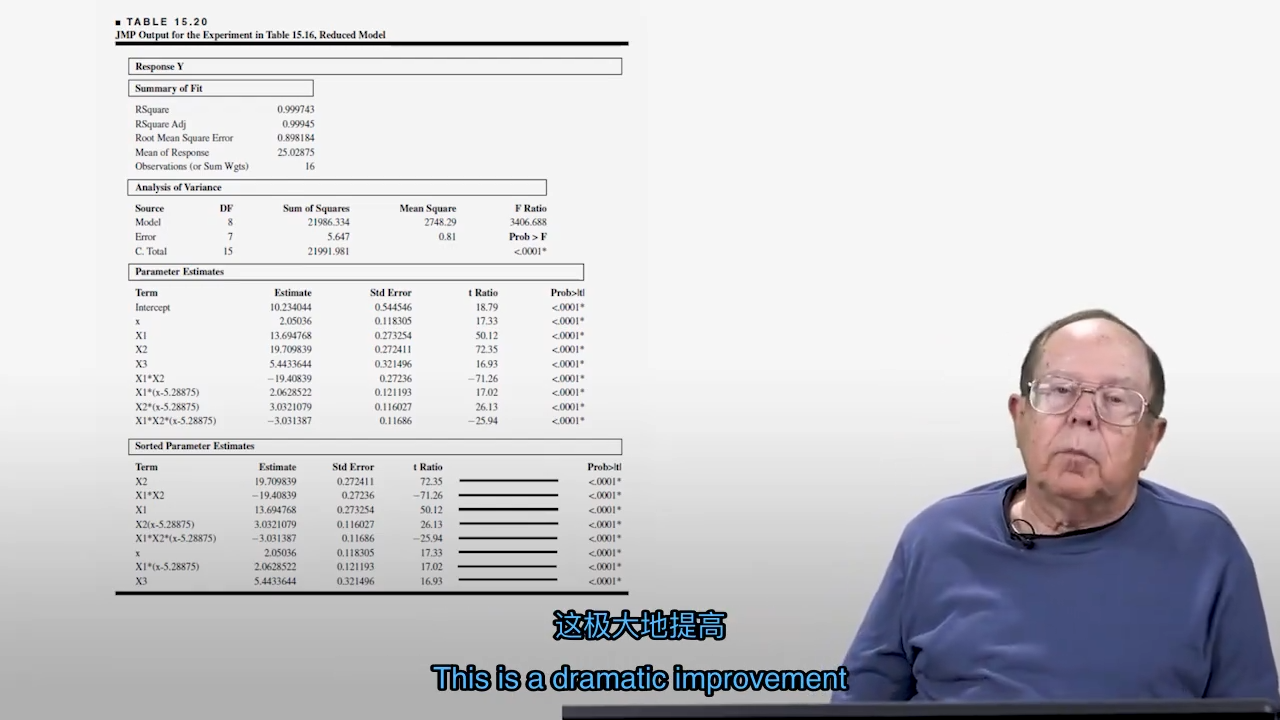 ■ TABLE 15.20
JMP Output for the Experiment in Table 15.16, Reduced Model
Response Y
Summary of Fit
RSquare 0.999743
RSquare Adj 0.99945
Root Mean Square Error 0.898184
Mean of Response 25.02875
Observations (or Sum Wgts) 16
Analysis of Variance
Source DF Sum of Squares Mean Square F Ratio
Model 8 21986.334 2748.29 3406.688
Error 7 5.647 0.81 Prob > F
C. Total 15 21991.981 <.0001*
Parameter Estimates
Term Estimate Std Error t Ratio Prob>|t|
Intercept 10.234044 0.544546 18.79 <.0001*
x 2.05036 0.118305 17.33 <.0001*
X1 13.694768 0.273254 50.12 <.0001*
X2 19.709839 0.272411 72.35 <.0001*
X3 5.4433644 0.321496 16.93 <.0001*
X1*X2 −19.40839 0.27236 −71.26 <.0001*
X1*(x-5.28875) 2.0628522 0.121193 17.02 <.0001*
X2*(x-5.28875) 3.0321079 0.116027 26.13 <.0001*
X1*X2*(x-5.28875) −3.031387 0.11686 −25.94 <.0001*
Sorted Parameter Estimates
Term Estimate Std Error t Ratio Prob>|t|
X2 19.709839 0.272411 72.35 <.0001*
X1*X2 −19.40839 0.27236 −71.26 <.0001*
X1 13.694768 0.273254 50.12 <.0001*
X2(x-5.28875) 3.0321079 0.116027 26.13 <.0001*
X1*X2*(x-5.28875) −3.031387 0.11686 −25.94 <.0001*
x 2.05036 0.118305 17.33 <.0001*
X1*(x-5.28875) 2.0628522 0.121193 17.02 <.0001*
X3 5.4433644 0.321496 16.93 <.0001*
这极大地提高
This is a dramatic improvement